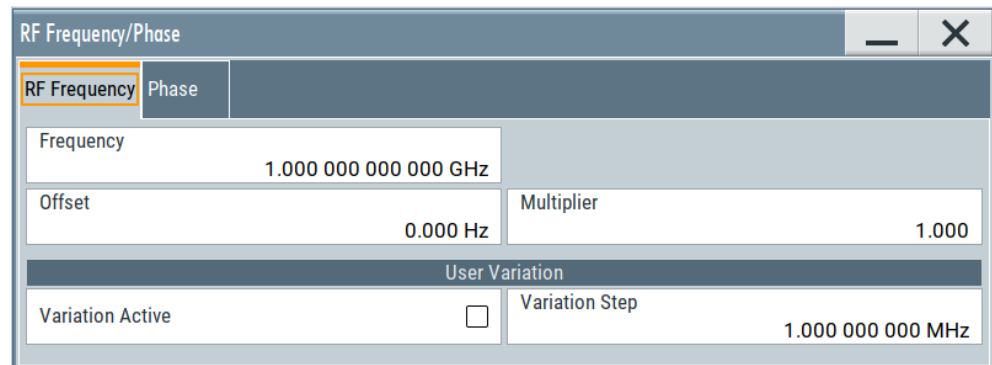 RF Frequency/Phase
RF Frequency Phase
Frequency
1.000 000 000 000 GHz
Offset Multiplier
0.000 Hz 1.000
User Variation
Variation Active Variation Step
1.000 000 000 MHz